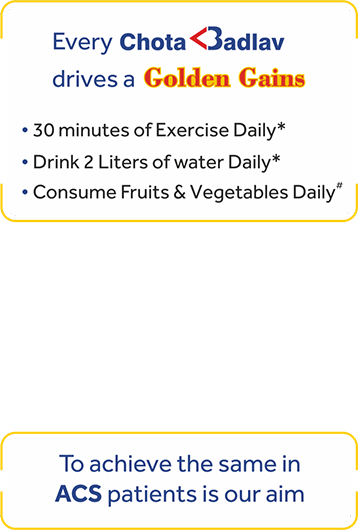 Every Chota Badlav
drives a Golden Gains
• 30 minutes of Exercise Daily*
• Drink 2 Liters of water Daily*
• Consume Fruits & Vegetables Daily#
To achieve the same in
ACS patients is our aim